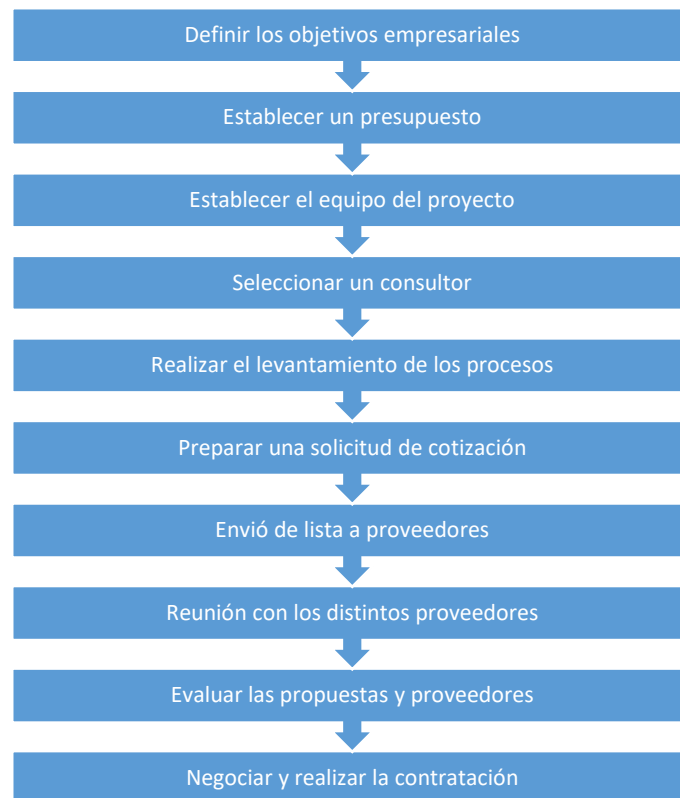 Definir los objetivos empresariales
Establecer un presupuesto
Establecer el equipo del proyecto
Seleccionar un consultor
Realizar el levantamiento de los procesos
Preparar una solicitud de cotización
Envió de lista a proveedores
Reunión con los distintos proveedores
Evaluar las propuestas y proveedores
Negociar y realizar la contratación